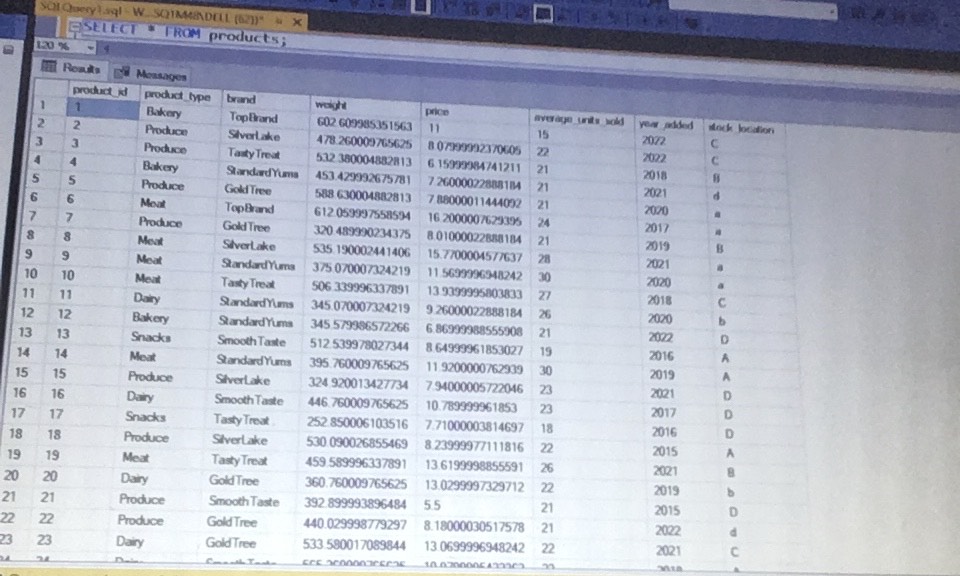 SQLQuery1.sql - W...SQ1M48\DELL (62))*
SELECT * FROM products;
120 %
Results Messages
product_id product_type brand weight price average_units_sold year_added stock_location
1 1 Bakery TopBrand 602.609985351563 11 15 2022 C
2 2 Produce SilverLake 478.260009765625 8.07999992370605 22 2022 C
3 3 Produce TastyTreat 532.380004882813 6.15999984741211 21 2018 B
4 4 Bakery StandardYums 453.429992675781 7.26000022888184 21 2021 d
5 5 Produce GoldTree 588.630004882813 7.88000011444092 21 2020 a
6 6 Meat TopBrand 612.059997558594 16.2000007629395 24 2017 a
7 7 Produce GoldTree 320.489990234375 8.01000022888184 21 2019 B
8 8 Meat SilverLake 535.190002441406 15.7700004577637 28 2021 a
9 9 Meat StandardYums 375.070007324219 11.5699996948242 30 2020 a
10 10 Meat TastyTreat 506.339996337891 13.9399995803833 27 2018 C
11 11 Dairy StandardYums 345.070007324219 9.26000022888184 26 2020 b
12 12 Bakery StandardYums 345.579986572266 6.86999988555908 21 2022 D
13 13 Snacks Smooth Taste 512.539978027344 8.64999961853027 19 2016 A
14 14 Meat StandardYums 395.760009765625 11.9200000762939 30 2019 A
15 15 Produce SilverLake 324.920013427734 7.94000005722046 23 2021 D
16 16 Dairy Smooth Taste 446.760009765625 10.789999961853 23 2017 D
17 17 Snacks TastyTreat 252.850006103516 7.71000003814697 18 2016 D
18 18 Produce SilverLake 530.090026855469 8.23999977111816 22 2015 A
19 19 Meat TastyTreat 459.589996337891 13.6199998855591 26 2021 B
20 20 Dairy GoldTree 360.760009765625 13.0299997329712 22 2019 b
21 21 Produce Smooth Taste 392.899993896484 5.5 21 2015 D
22 22 Produce GoldTree 440.029998779297 8.18000030517578 21 2022 d
23 23 Dairy GoldTree 533.580017089844 13.0699996948242 22 2021 C